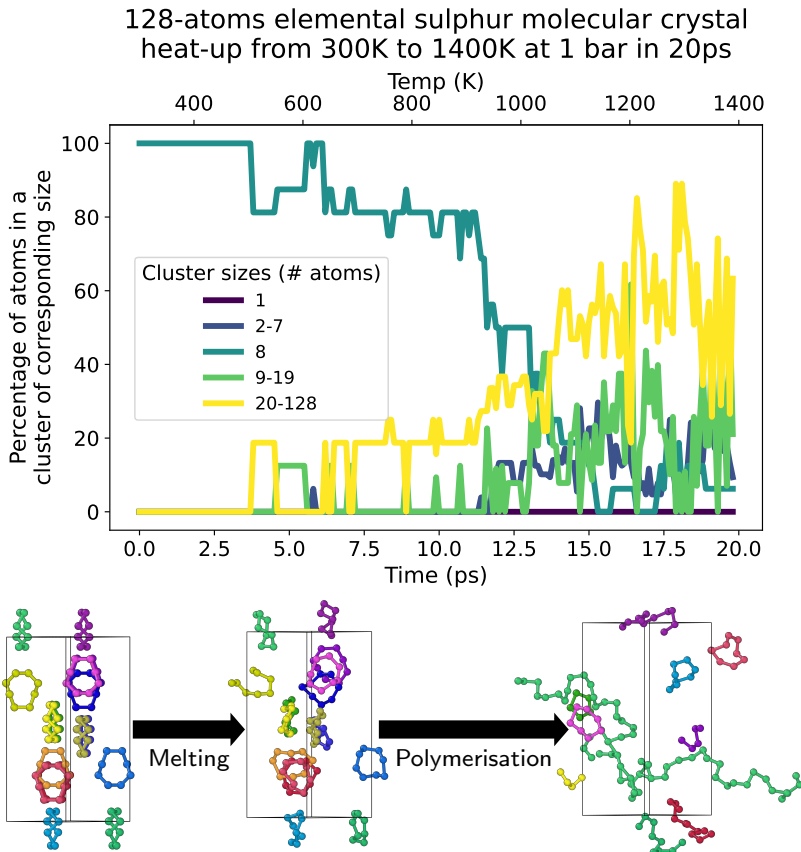 128-atoms elemental sulphur molecular crystal
heat-up from 300K to 1400K at 1 bar in 20ps
Temp (K)
400 600 800 1000 1200 1400
Percentage of atoms in a
cluster of corresponding size
100
80
60
40
20
0
Cluster sizes (# atoms)
1
2-7
8
9-19
20-128
0.0 2.5 5.0 7.5 10.0 12.5 15.0 17.5 20.0
Time (ps)
Melting
Polymerisation